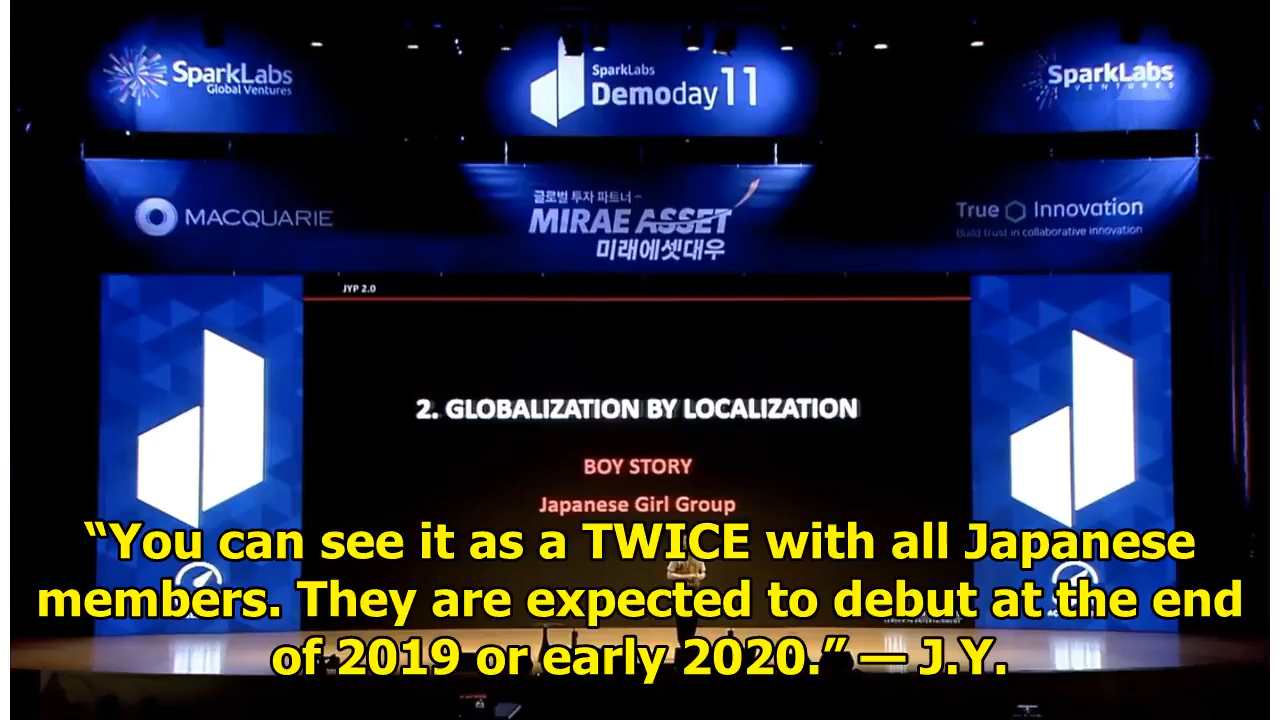 SparkLabs
Global Ventures
SparkLabs
Demoday 11
SparkLabs
VENTURES
MACQUARIE
글로벌 투자 파트너 –
MIRAE ASSET
미래에셋대우
True Innovation
Build trust in collaborative innovation
JYP 2.0
2. GLOBALIZATION BY LOCALIZATION
BOY STORY
Japanese Girl Group
“You can see it as a TWICE with all Japanese
members. They are expected to debut at the end
of 2019 or early 2020.” — J.Y.